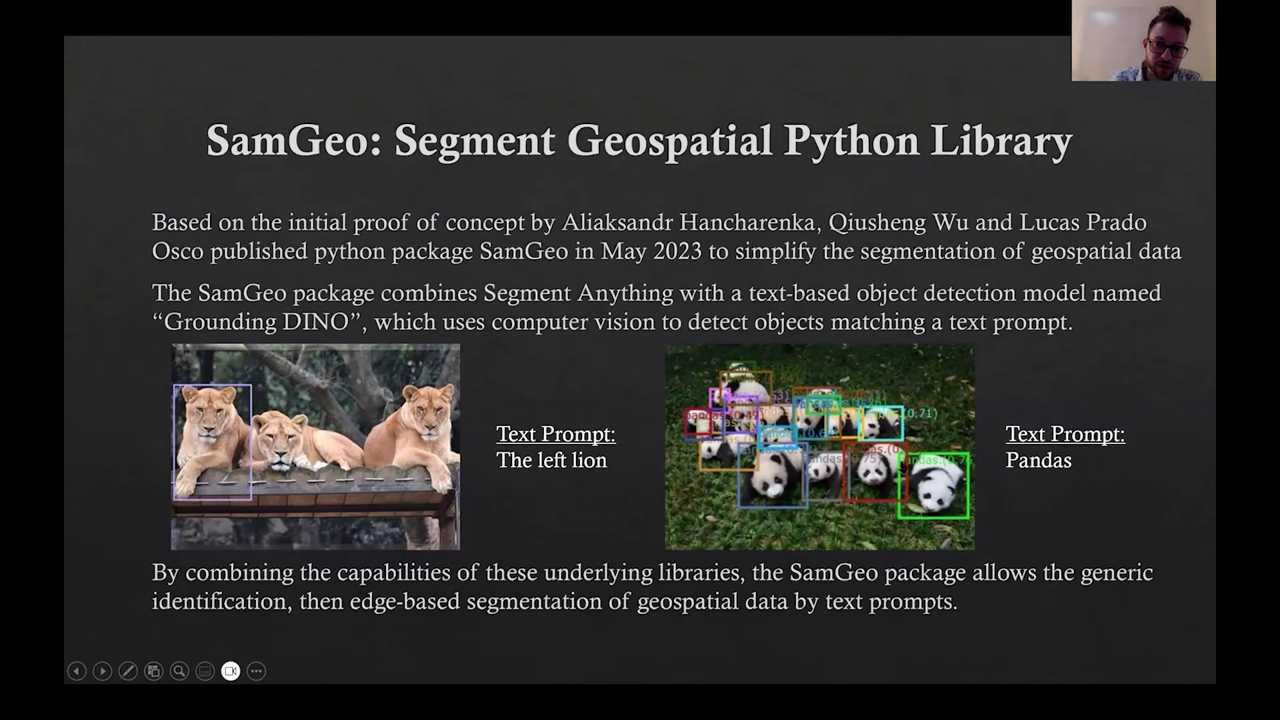 SamGeo: Segment Geospatial Python Library
Based on the initial proof of concept by Aliaksandr Hancharenka, Qiusheng Wu and Lucas Prado
Osco published python package SamGeo in May 2023 to simplify the segmentation of geospatial data
The SamGeo package combines Segment Anything with a text-based object detection model named
“Grounding DINO”, which uses computer vision to detect objects matching a text prompt.
Text Prompt:
The left lion
(0.71)
Text Prompt:
Pandas
By combining the capabilities of these underlying libraries, the SamGeo package allows the generic
identification, then edge-based segmentation of geospatial data by text prompts.